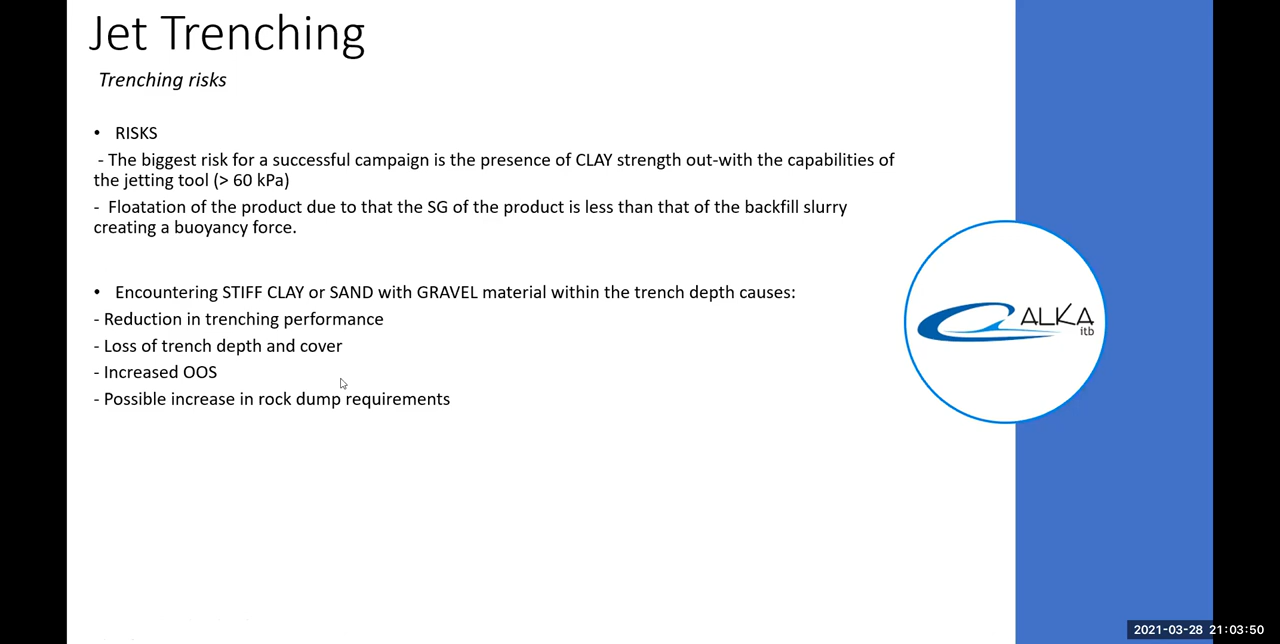 Jet Trenching
Trenching risks
• RISKS
- The biggest risk for a successful campaign is the presence of CLAY strength out-with the capabilities of
the jetting tool (> 60 kPa)
- Floatation of the product due to that the SG of the product is less than that of the backfill slurry
creating a buoyancy force.
• Encountering STIFF CLAY or SAND with GRAVEL material within the trench depth causes:
- Reduction in trenching performance
- Loss of trench depth and cover
- Increased OOS
- Possible increase in rock dump requirements
ALKA
itb
2021-03-28 21:03:50